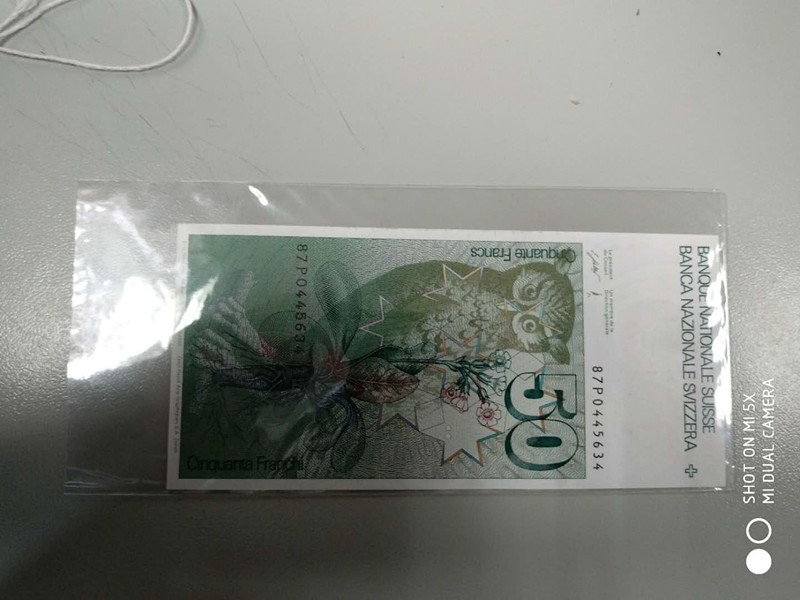 BANQUE NATIONALE SUISSE
BANCA NAZIONALE SVIZZERA
87P0445634
50
Cinquante Francs
87P0445634
Cinquanta Franchi
SHOT ON MI 5X
MI DUAL CAMERA